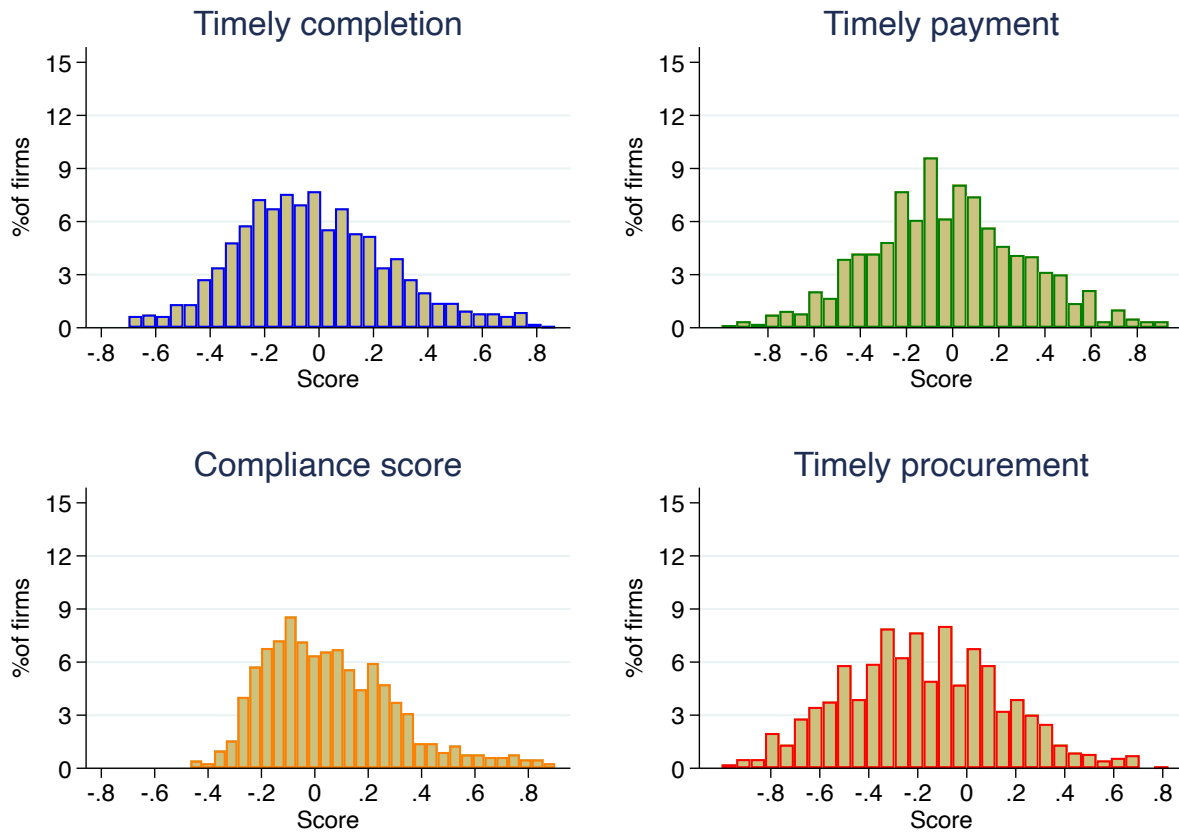 Timely completion
15
12
9
6
3
0
%of firms
-.8 -.6 -.4 -.2 0 .2 .4 .6 .8
Score
Timely payment
15
12
9
6
3
0
%of firms
-.8 -.6 -.4 -.2 0 .2 .4 .6 .8
Score
Compliance score
15
12
9
6
3
0
%of firms
-.8 -.6 -.4 -.2 0 .2 .4 .6 .8
Score
Timely procurement
15
12
9
6
3
0
%of firms
-.8 -.6 -.4 -.2 0 .2 .4 .6 .8
Score